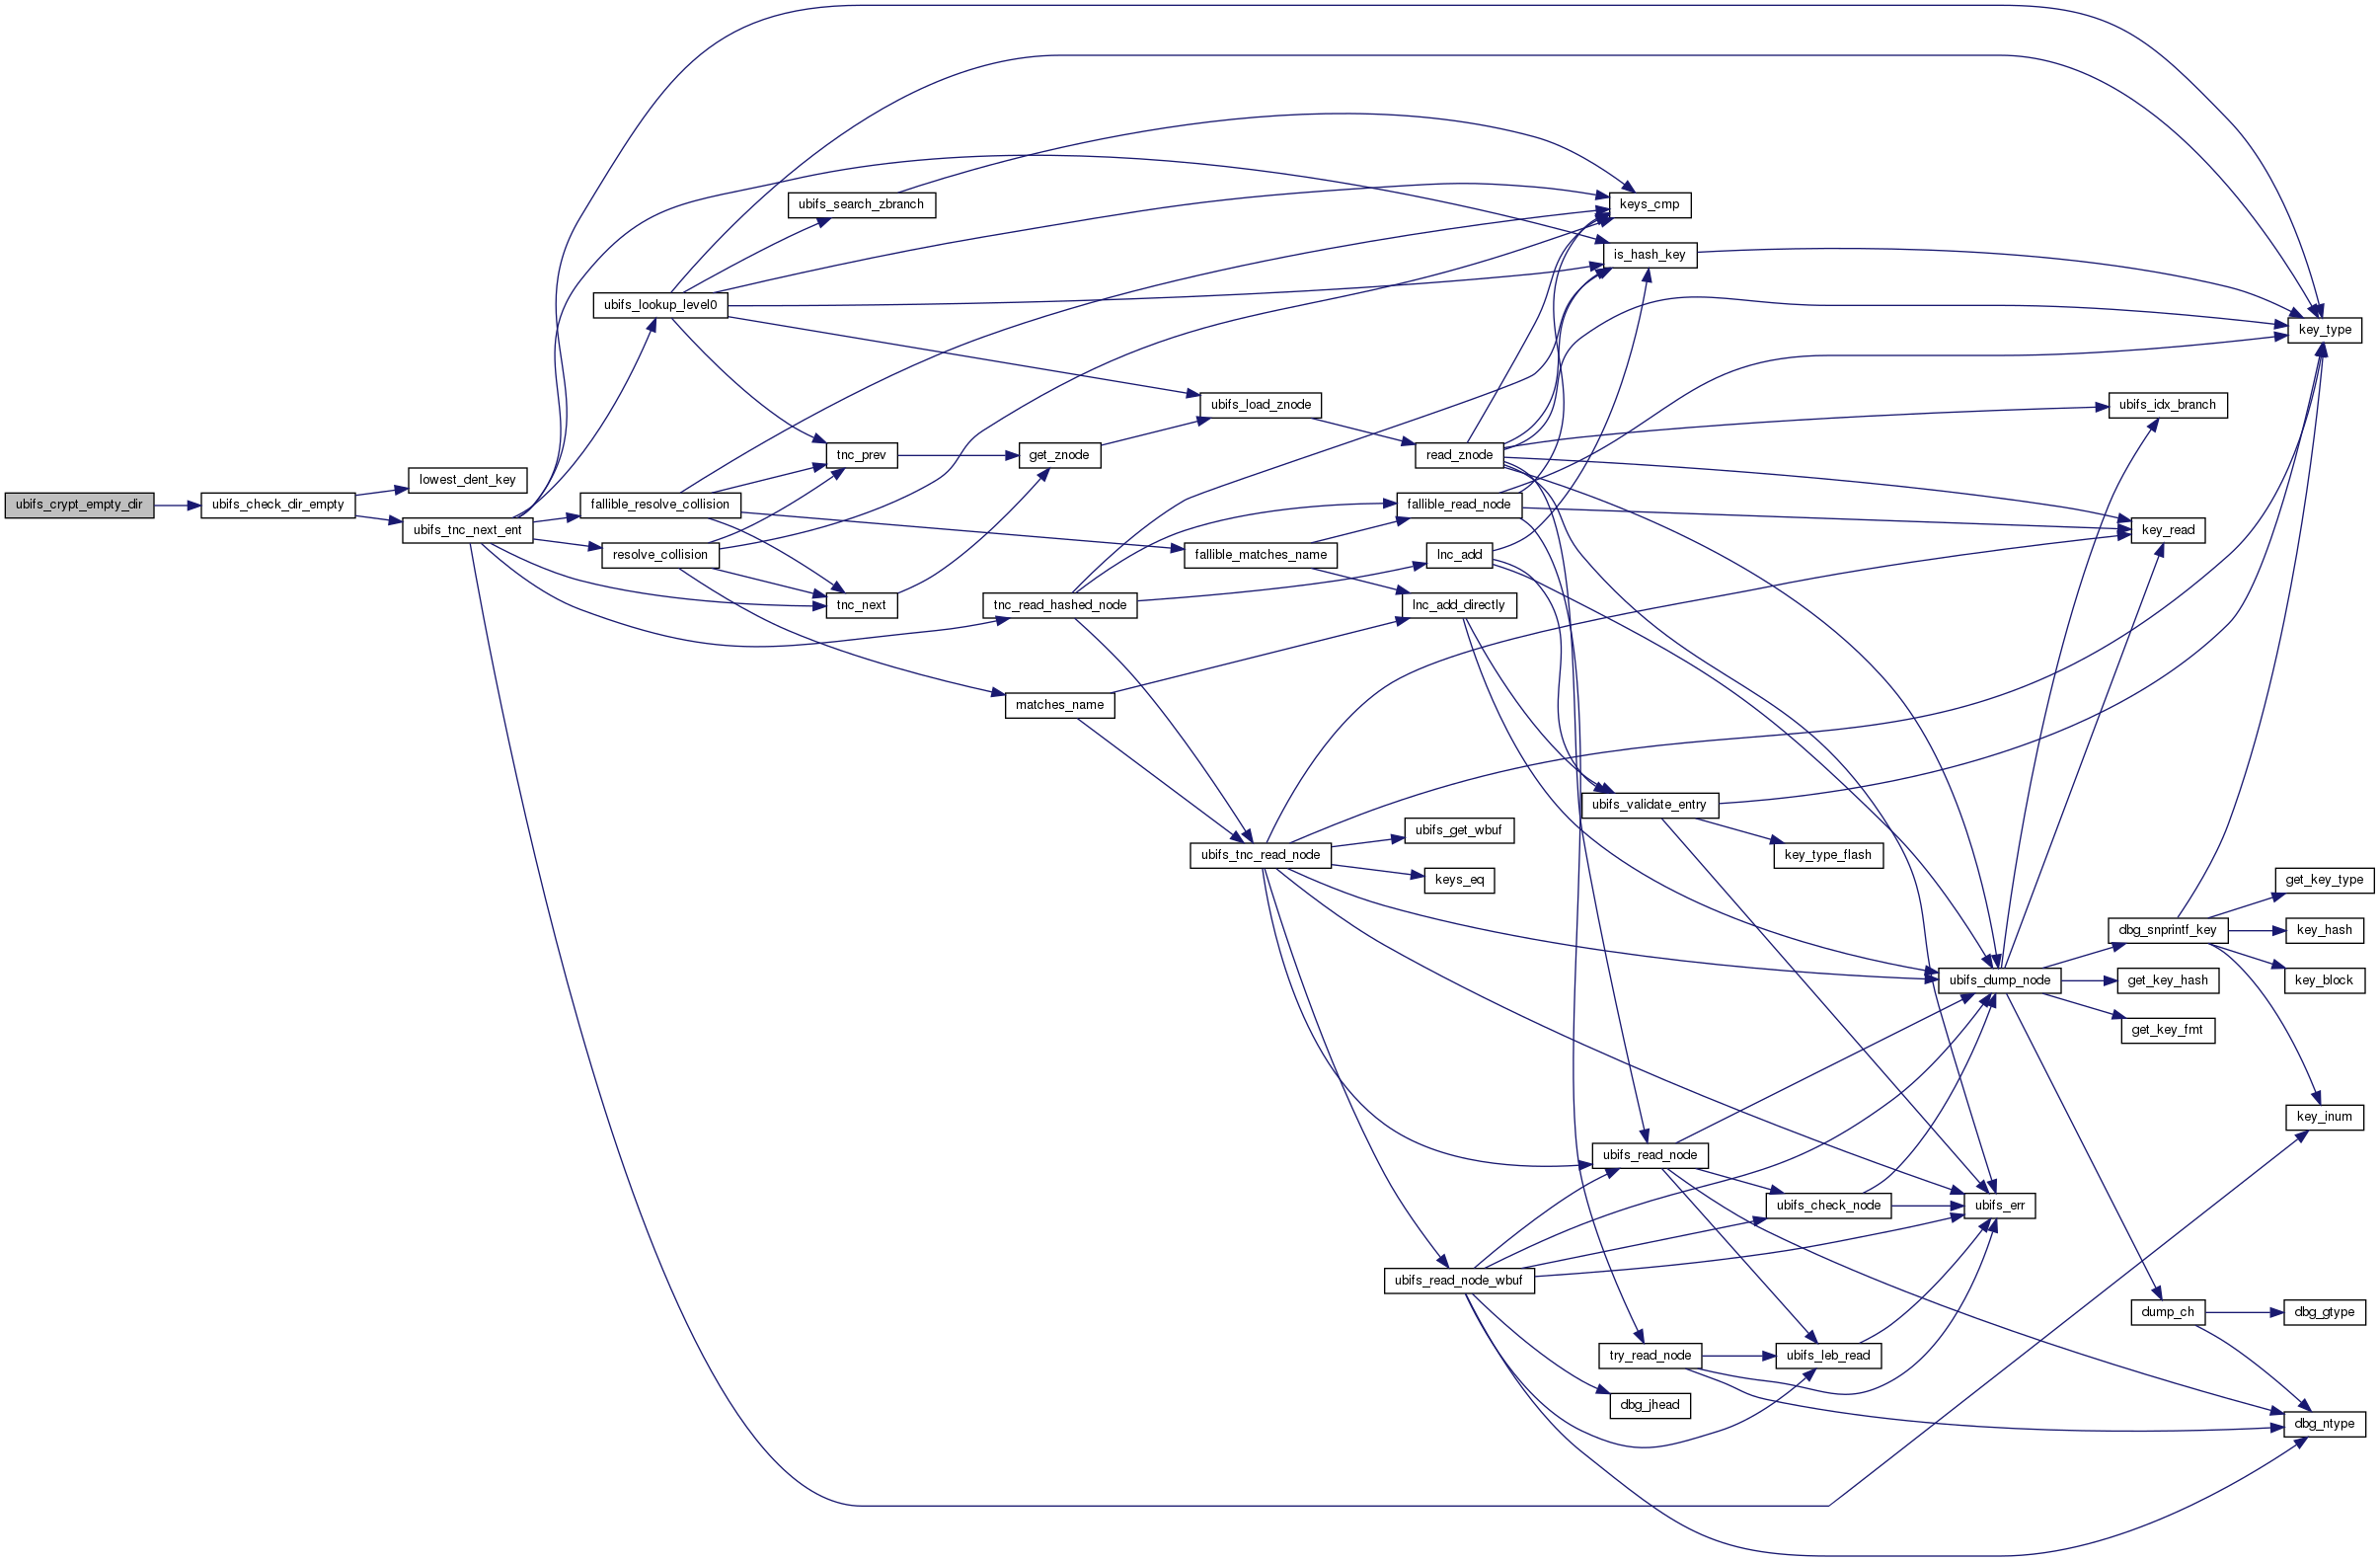 ubifs_crypt_empty_dir
ubifs_check_dir_empty
lowest_dent_key
ubifs_tnc_next_ent
ubifs_lookup_level0
fallible_resolve_collision
resolve_collision
ubifs_search_zbranch
tnc_prev
tnc_next
get_znode
tnc_read_hashed_node
matches_name
ubifs_load_znode
fallible_matches_name
ubifs_tnc_read_node
read_znode
fallible_read_node
lnc_add
lnc_add_directly
ubifs_get_wbuf
keys_eq
ubifs_read_node_wbuf
keys_cmp
is_hash_key
ubifs_validate_entry
ubifs_read_node
try_read_node
dbg_jhead
key_type_flash
ubifs_check_node
ubifs_leb_read
ubifs_dump_node
ubifs_err
ubifs_idx_branch
key_read
dbg_snprintf_key
get_key_hash
get_key_fmt
dump_ch
key_type
get_key_type
key_hash
key_block
key_inum
dbg_gtype
dbg_ntype